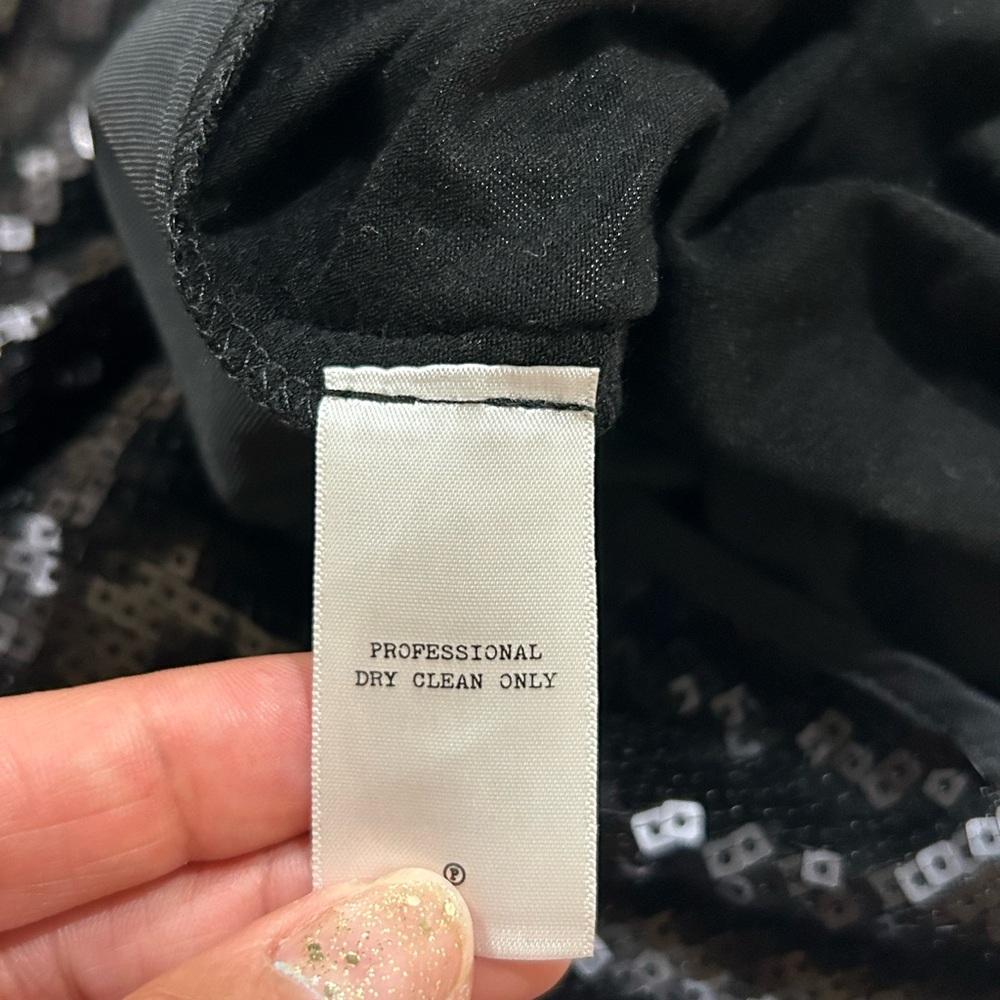 PROFESSIONAL
DRY CLEAN ONLY
Ⓟ